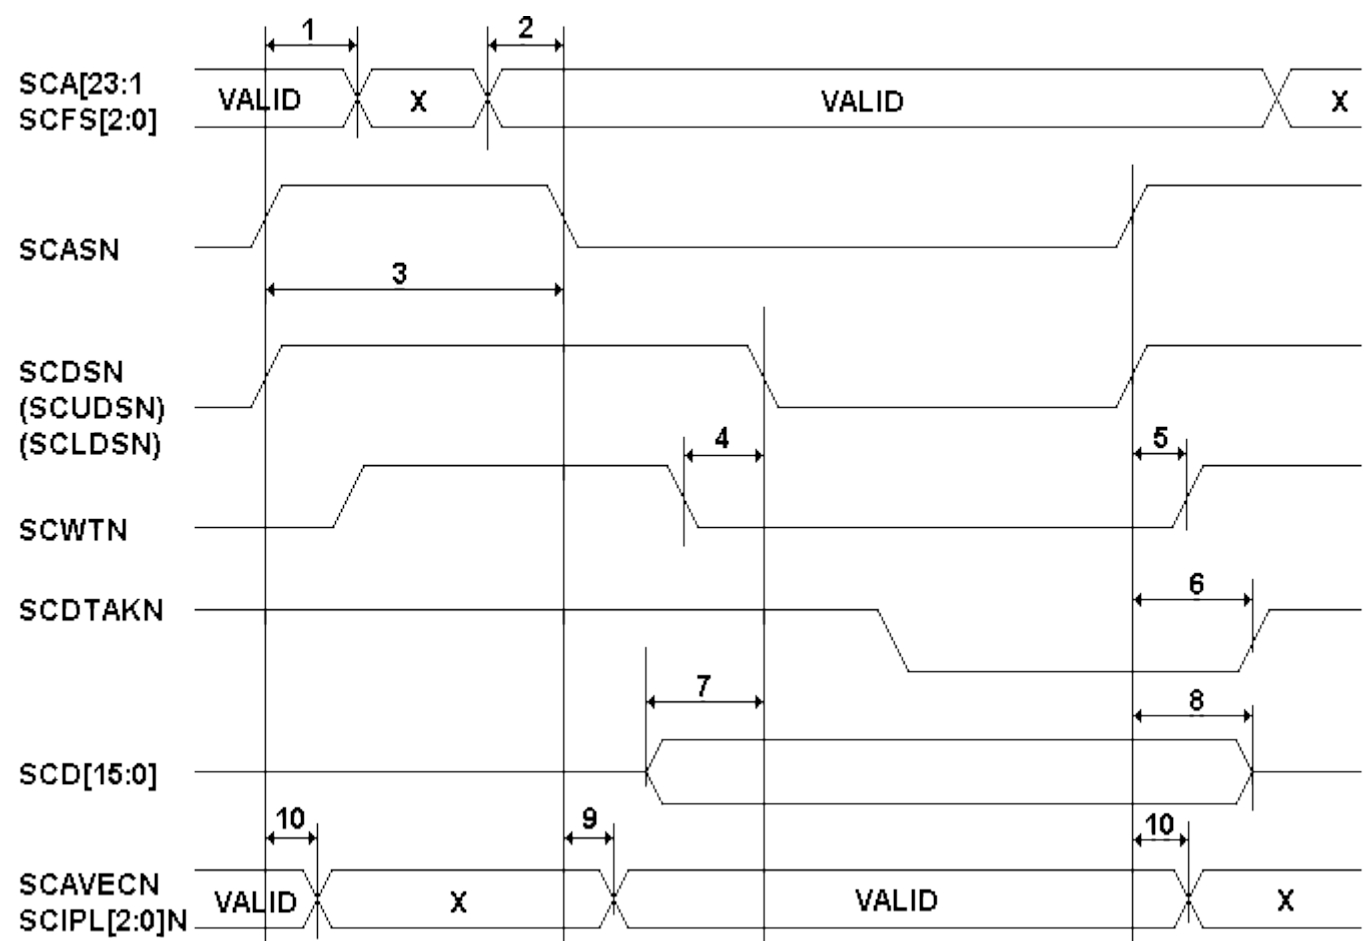 1 2
SCA[23:1
SCFS[2:0]
VALID X VALID X
SCASN
3
SCDSN
(SCUDSN)
(SCLDSN)
4 5
SCWTN
6
SCDTAKN
7 8
SCD[15:0]
10 9 10
SCAVECN
SCIPL[2:0]N
VALID X VALID X